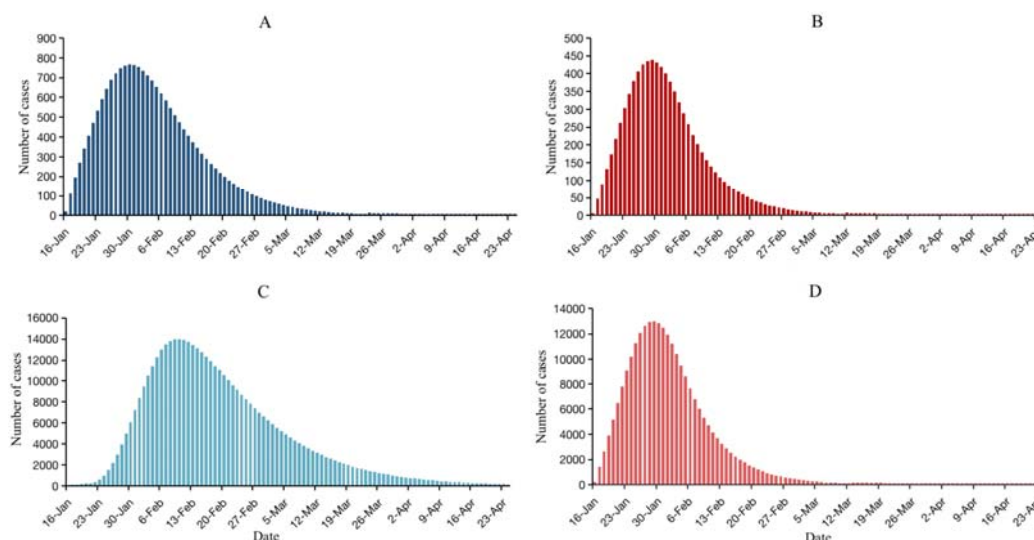 A
Number of cases
900
800
700
600
500
400
300
200
100
0
16-Jan 23-Jan 30-Jan 6-Feb 13-Feb 20-Feb 27-Feb 5-Mar 12-Mar 19-Mar 26-Mar 2-Apr 9-Apr 16-Apr 23-Apr
B
Number of cases
500
450
400
350
300
250
200
150
100
50
0
16-Jan 23-Jan 30-Jan 6-Feb 13-Feb 20-Feb 27-Feb 5-Mar 12-Mar 19-Mar 26-Mar 2-Apr 9-Apr 16-Apr 23-Apr
C
Number of cases
16000
14000
12000
10000
8000
6000
4000
2000
0
16-Jan 23-Jan 30-Jan 6-Feb 13-Feb 20-Feb 27-Feb 5-Mar 12-Mar 19-Mar 26-Mar 2-Apr 9-Apr 16-Apr 23-Apr
Date
D
Number of cases
14000
12000
10000
8000
6000
4000
2000
0
16-Jan 23-Jan 30-Jan 6-Feb 13-Feb 20-Feb 27-Feb 5-Mar 12-Mar 19-Mar 26-Mar 2-Apr 9-Apr 16-Apr 23-Apr
Date